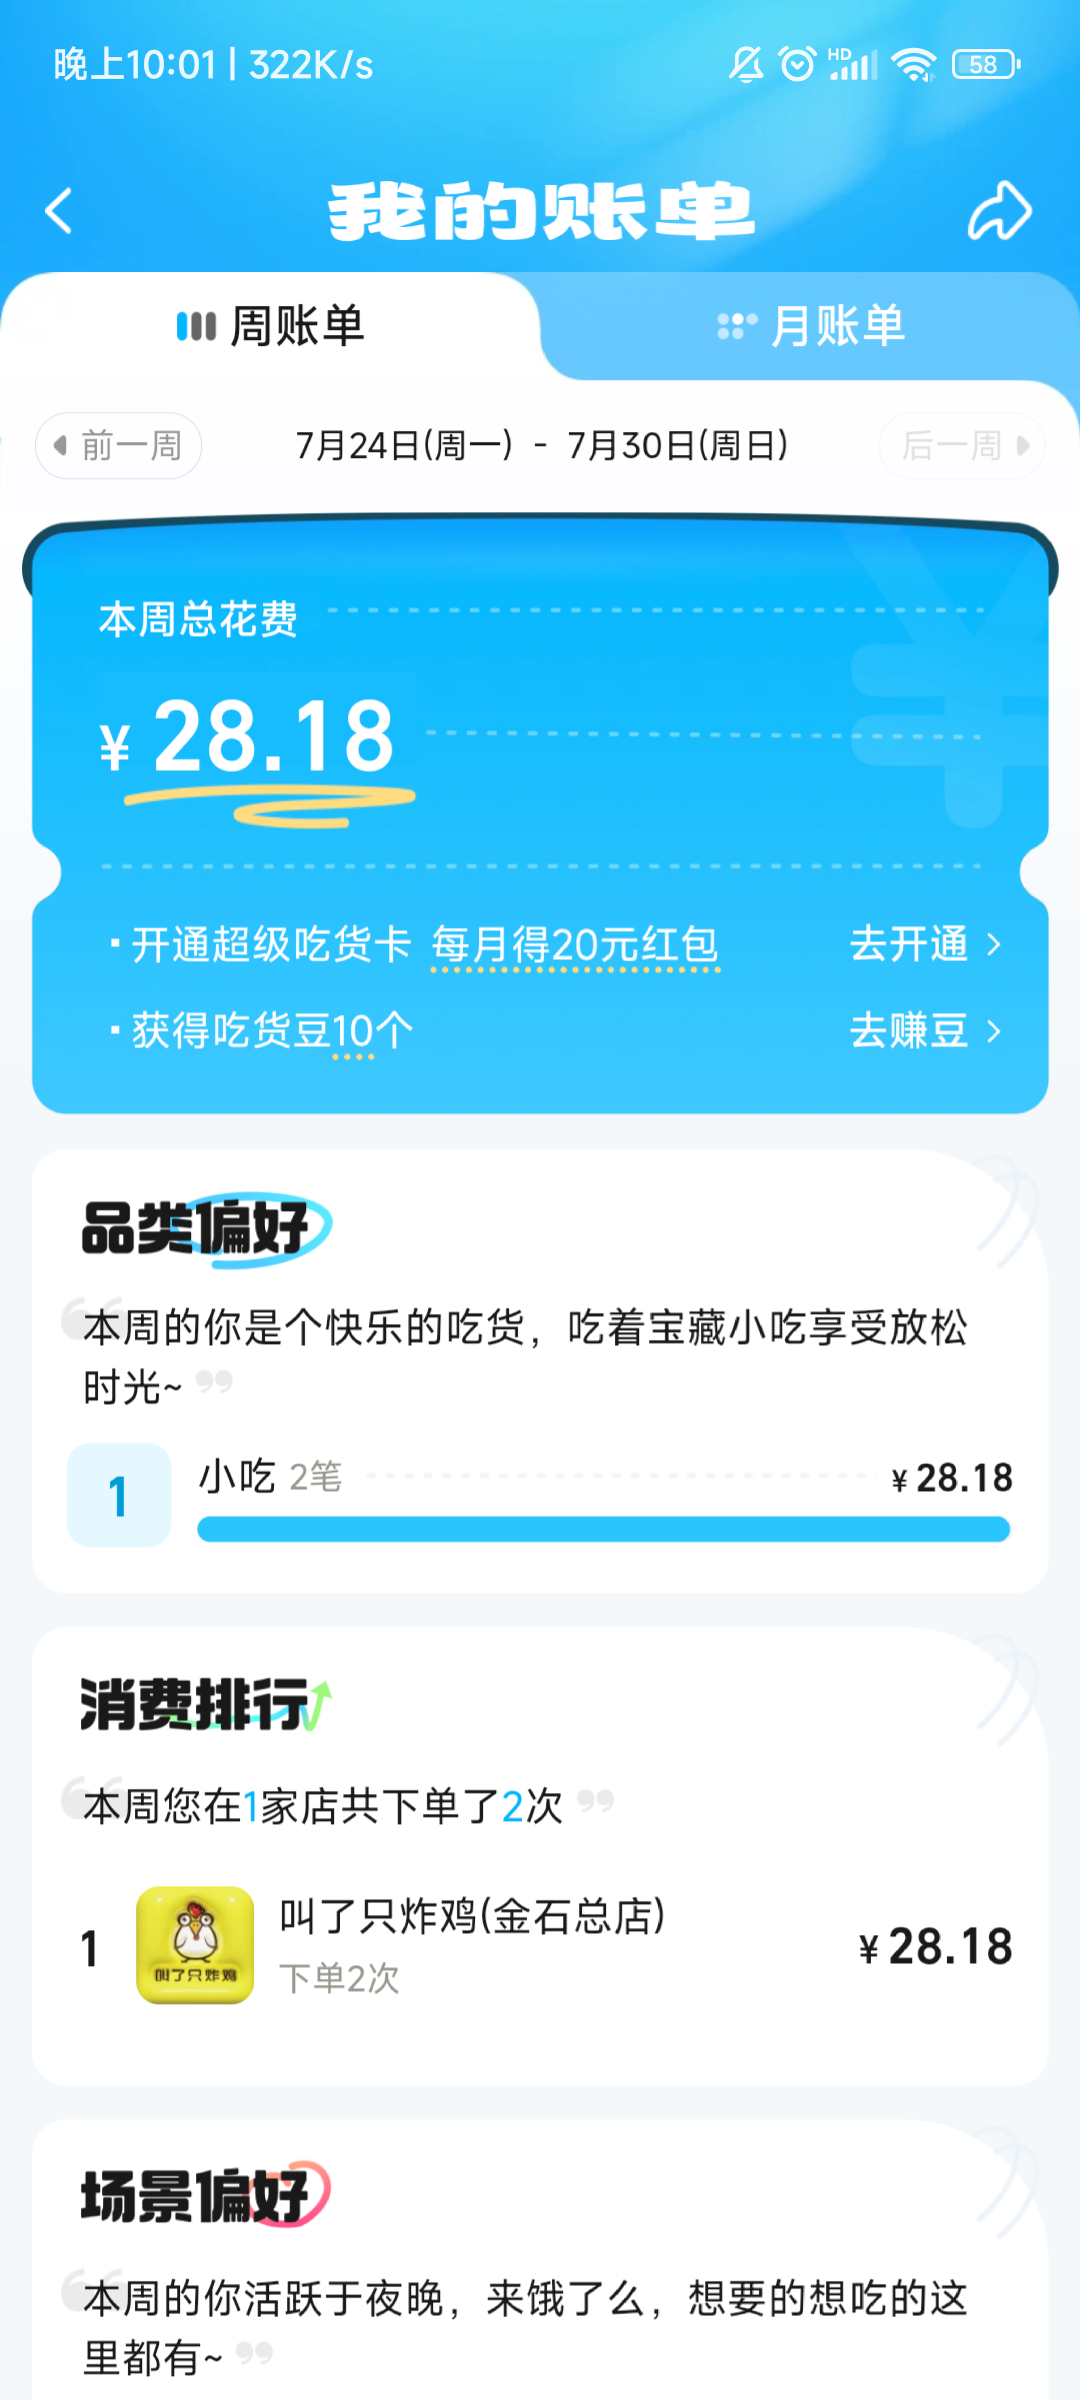 晚上10:01 | 322K/s
HD
58
我的账单
周账单
月账单
前一周
7月24日(周一) - 7月30日(周日)
后一周
本周总花费
¥ 28.18
· 开通超级吃货卡 每月得20元红包
去开通
· 获得吃货豆10个
去赚豆
品类偏好
本周的你是个快乐的吃货，吃着宝藏小吃享受放松
时光~
1
小吃 2笔
¥ 28.18
消费排行
本周您在1家店共下单了2次
1
叫了只炸鸡
叫了只炸鸡(金石总店)
下单2次
¥ 28.18
场景偏好
本周的你活跃于夜晚，来饿了么，想要的想吃的这
里都有~